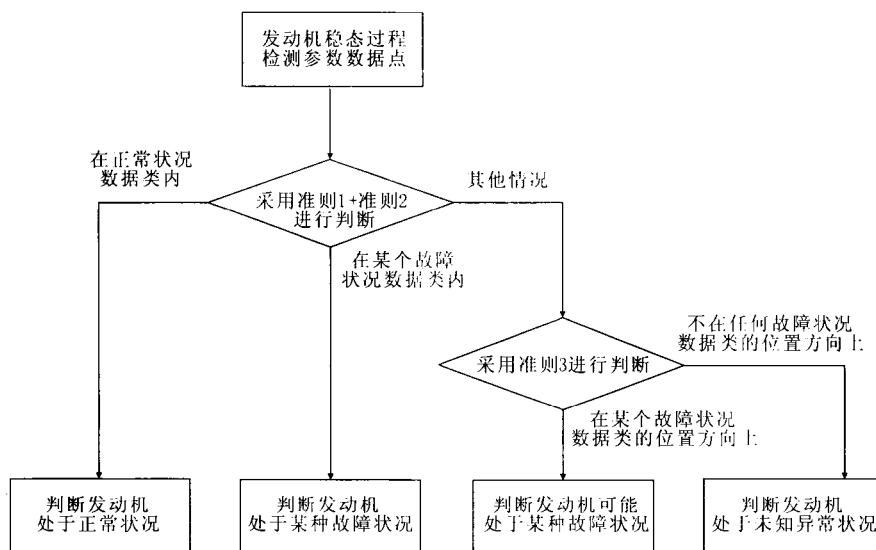 发动机稳态过程
检测参数数据点
在正常状况
数据类内
其他情况
采用准则1+准则2
进行判断
在某个故障
状况数据类内
不在任何故障状况
数据类的位置方向上
采用准则3进行判断
在某个故障状况
数据类的位置方向上
判断发动机
处于正常状况
判断发动机
处于某种故障状况
判断发动机可能
处于某种故障状况
判断发动机
处于未知异常状况